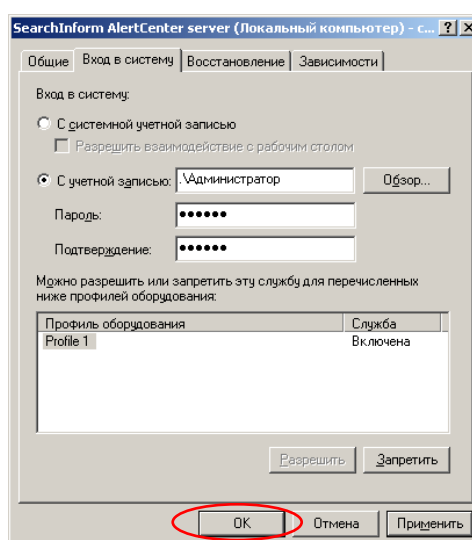 SearchInform AlertCenter server (Локальный компьютер) - с... ? X
Общие Вход в систему Восстановление Зависимости
Вход в систему:
С системной учетной записью
Разрешить взаимодействие с рабочим столом
С учетной записью: .\Администратор Обзор...
Пароль: ●●●●●●
Подтверждение: ●●●●●●
Можно разрешить или запретить эту службу для перечисленных
ниже профилей оборудования:
Профиль оборудования Служба
Profile 1 Включена
Разрешить Запретить
OK Отмена Применить